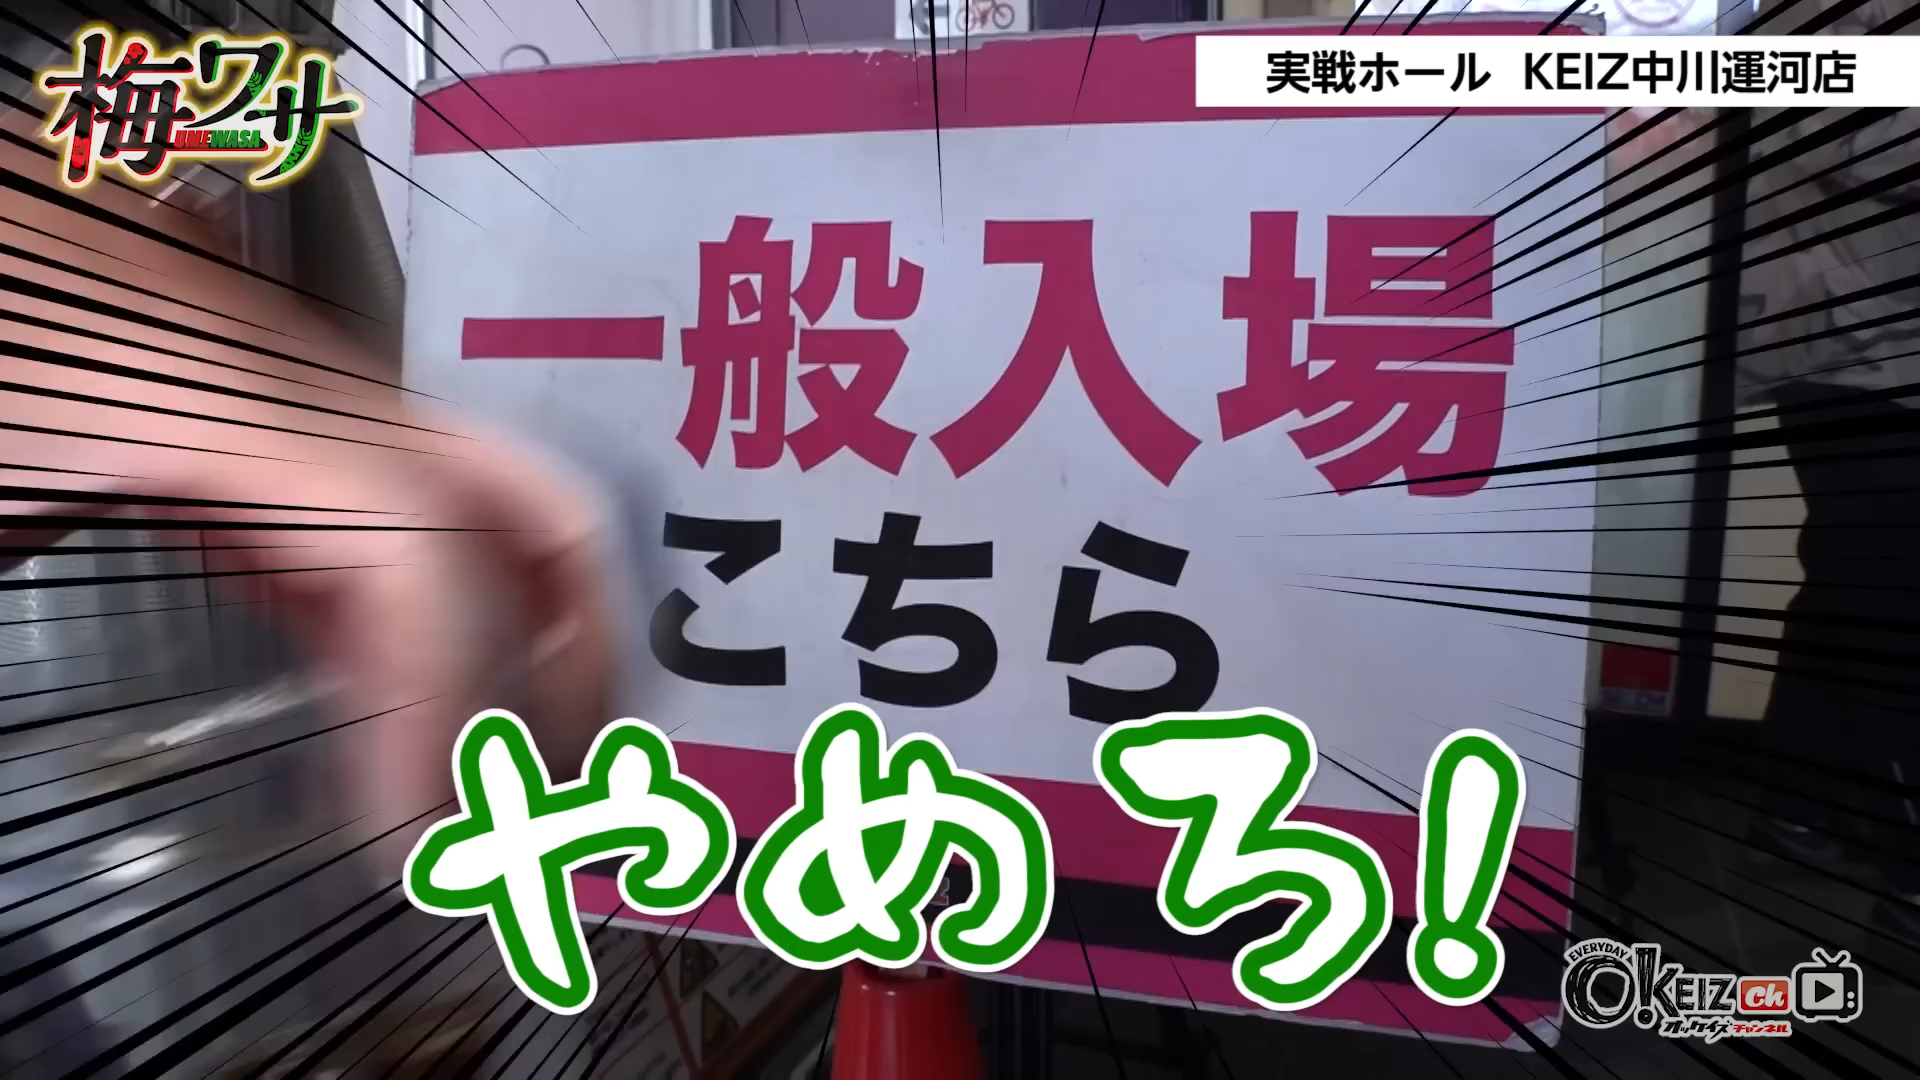 梅ワサ
UMEWASA
実戦ホール KEIZ中川運河店
一般入場
こちら
やめろ!
EVERYDAY
O!KEIZ ch
オッケイズチャンネル